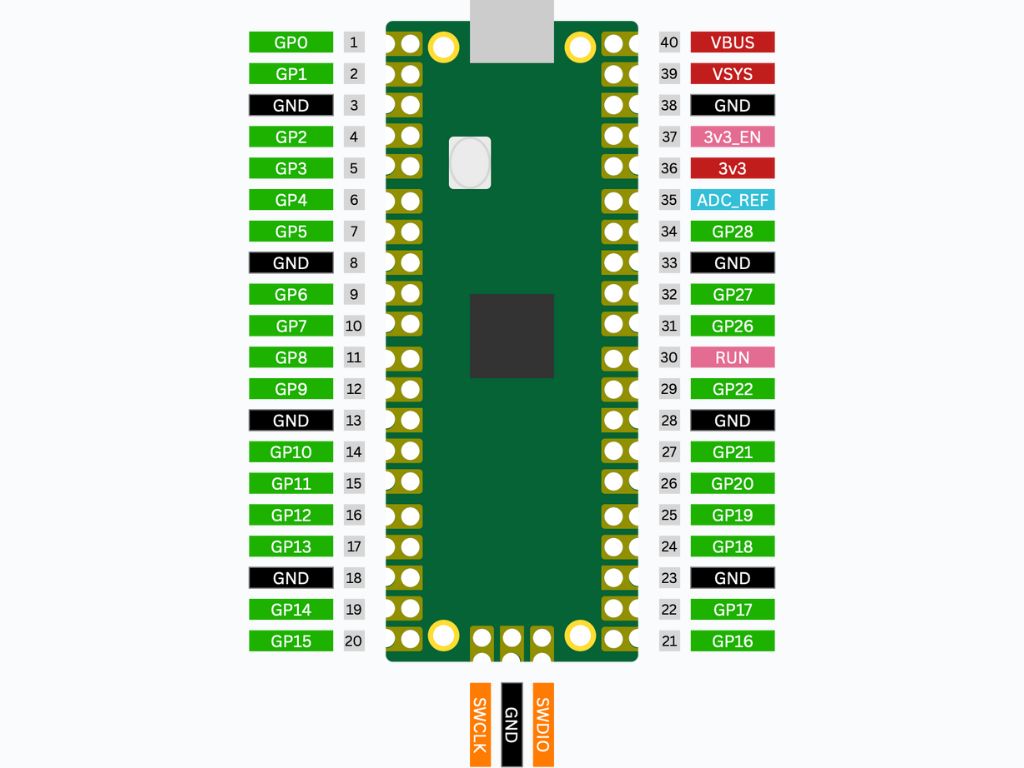 GP0 1 40 VBUS
GP1 2 39 VSYS
GND 3 38 GND
GP2 4 37 3v3_EN
GP3 5 36 3v3
GP4 6 35 ADC_REF
GP5 7 34 GP28
GND 8 33 GND
GP6 9 32 GP27
GP7 10 31 GP26
GP8 11 30 RUN
GP9 12 29 GP22
GND 13 28 GND
GP10 14 27 GP21
GP11 15 26 GP20
GP12 16 25 GP19
GP13 17 24 GP18
GND 18 23 GND
GP14 19 22 GP17
GP15 20 21 GP16
SWCLK
GND
SWDIO